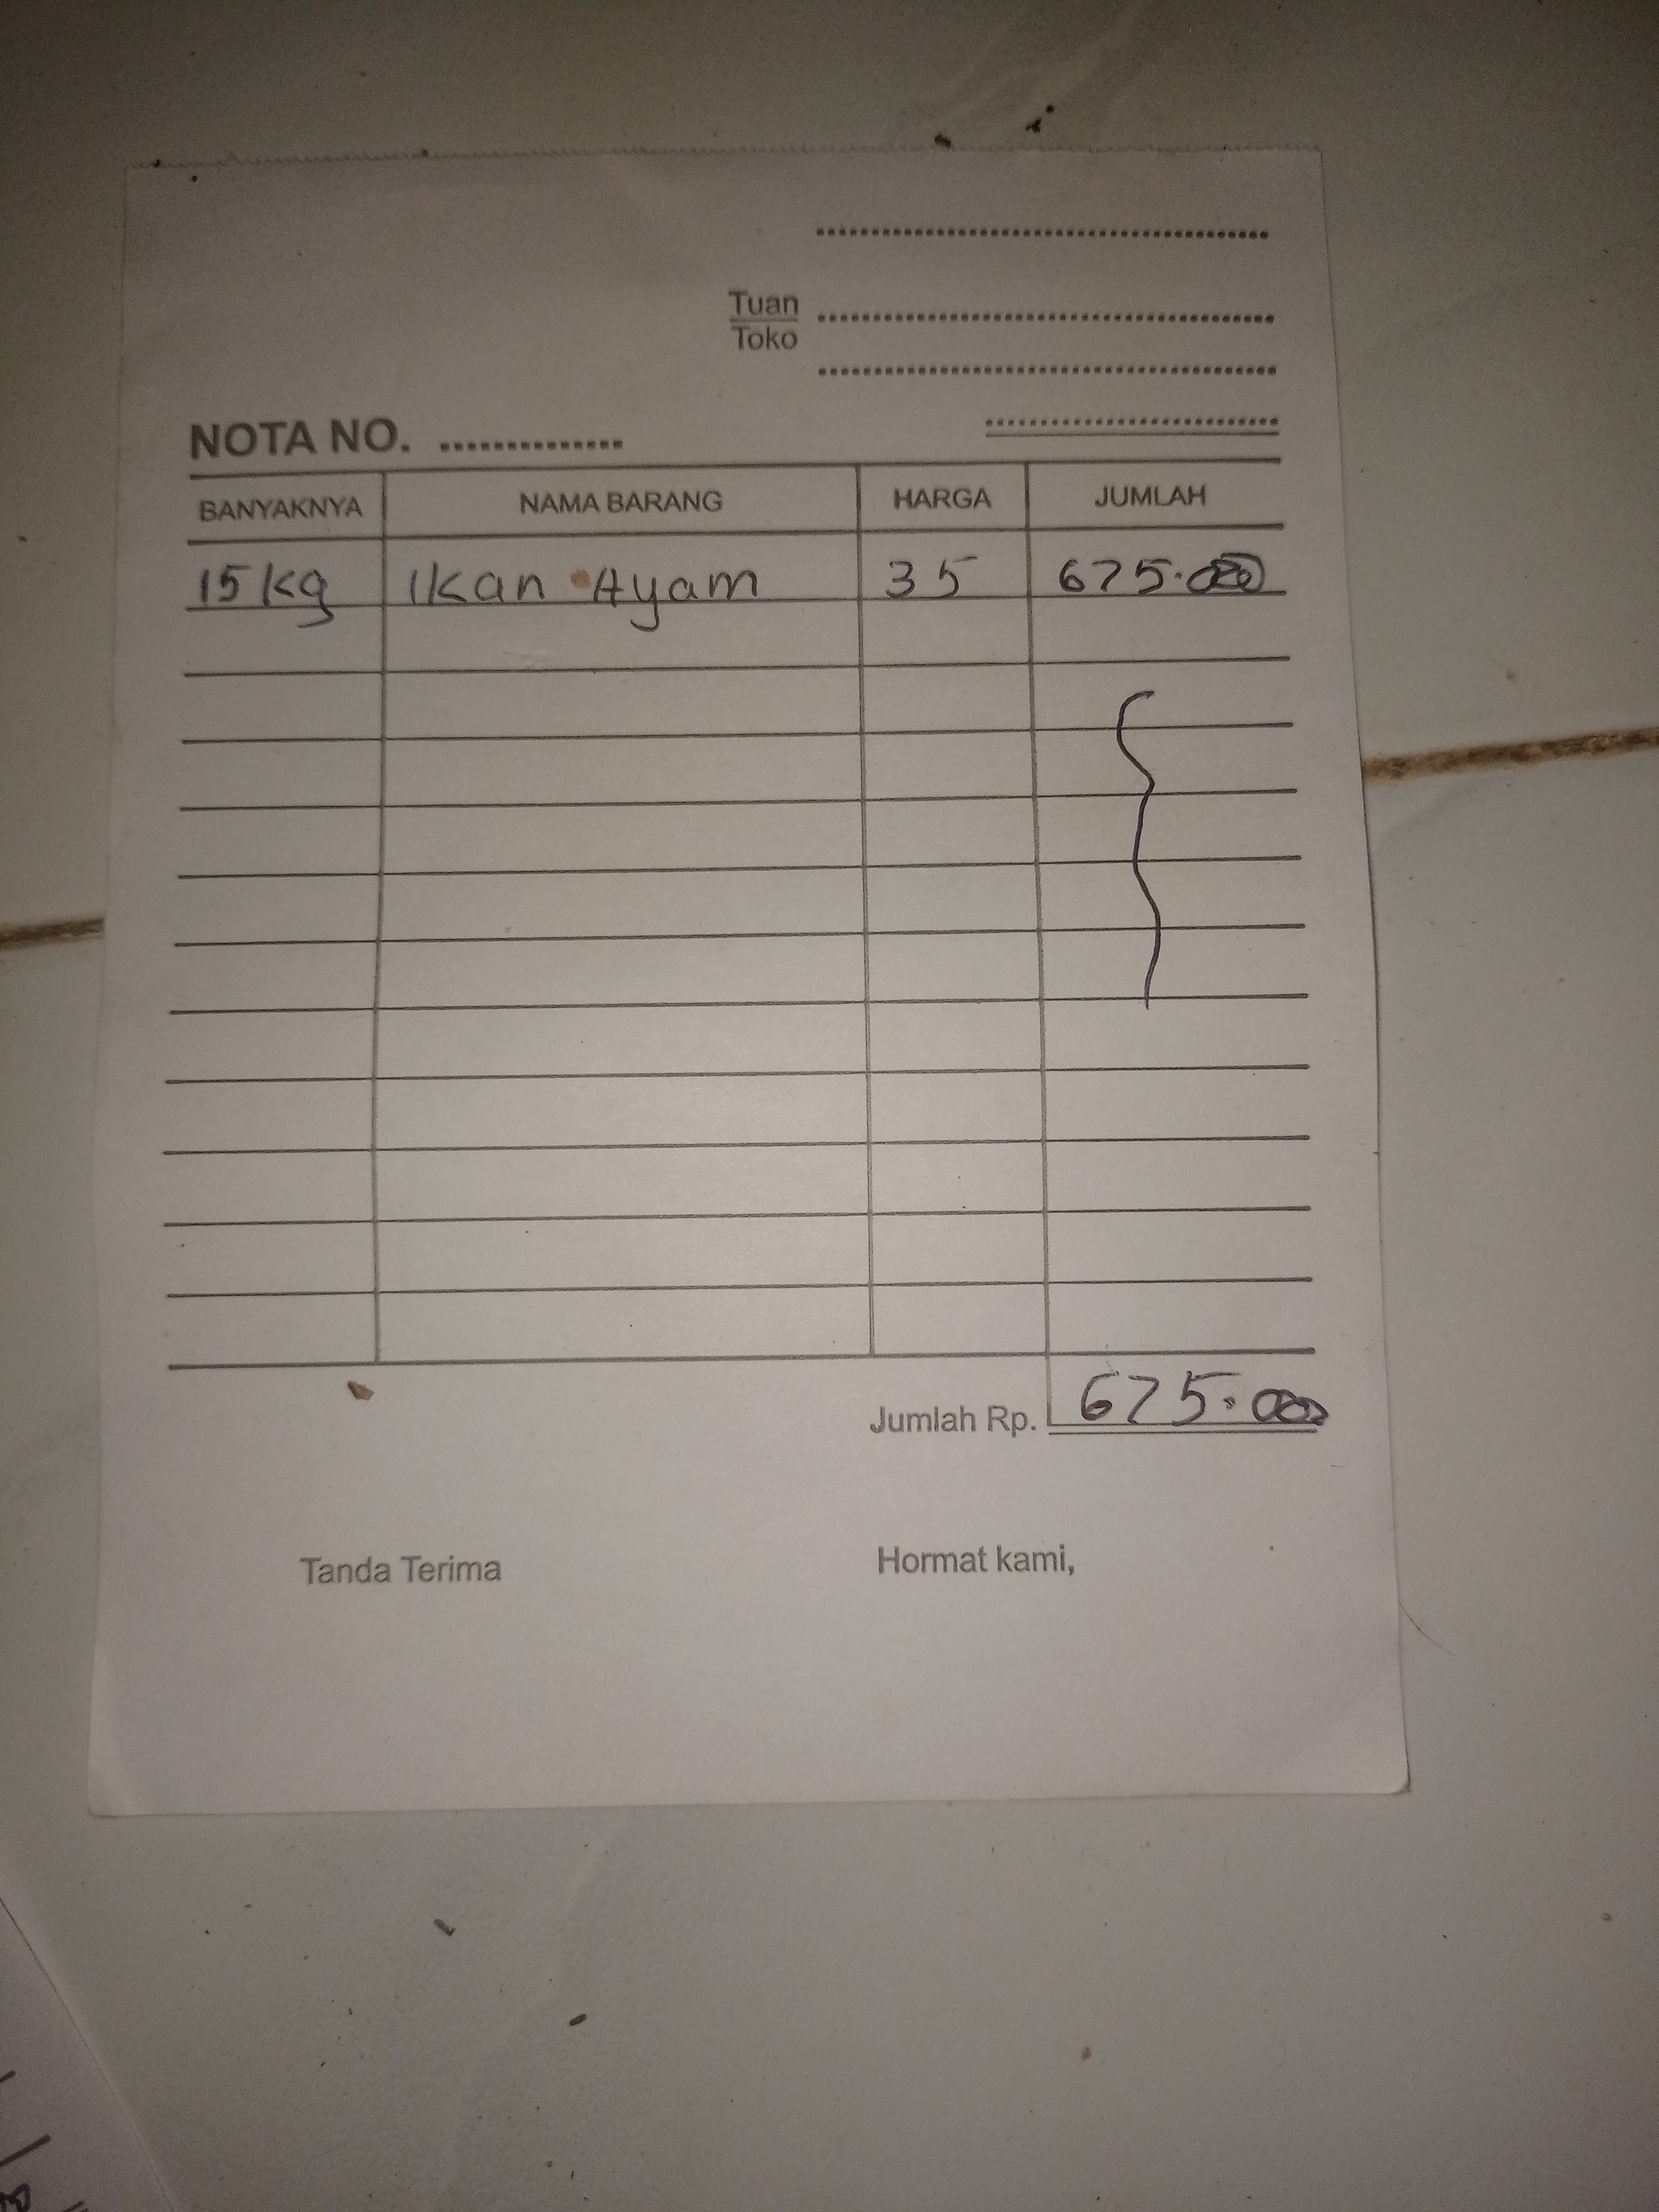 Tuan
Toko
NOTA NO. ..............
BANYAKNYA NAMA BARANG HARGA JUMLAH
15 kg Ikan Ayam 35 675.000
Jumlah Rp. 675.000
Tanda Terima Hormat kami,